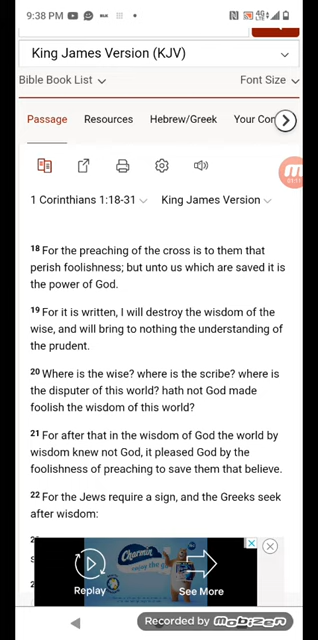 9:38 PM
King James Version (KJV)
Bible Book List
Font Size
Passage Resources Hebrew/Greek Your Con
1 Corinthians 1:18-31 King James Version
18 For the preaching of the cross is to them that
perish foolishness; but unto us which are saved it is
the power of God.
19 For it is written, I will destroy the wisdom of the
wise, and will bring to nothing the understanding of
the prudent.
20 Where is the wise? where is the scribe? where is
the disputer of this world? hath not God made
foolish the wisdom of this world?
21 For after that in the wisdom of God the world by
wisdom knew not God, it pleased God by the
foolishness of preaching to save them that believe.
22 For the Jews require a sign, and the Greeks seek
after wisdom:
Charmin
Replay See More
Recorded by Mobizen